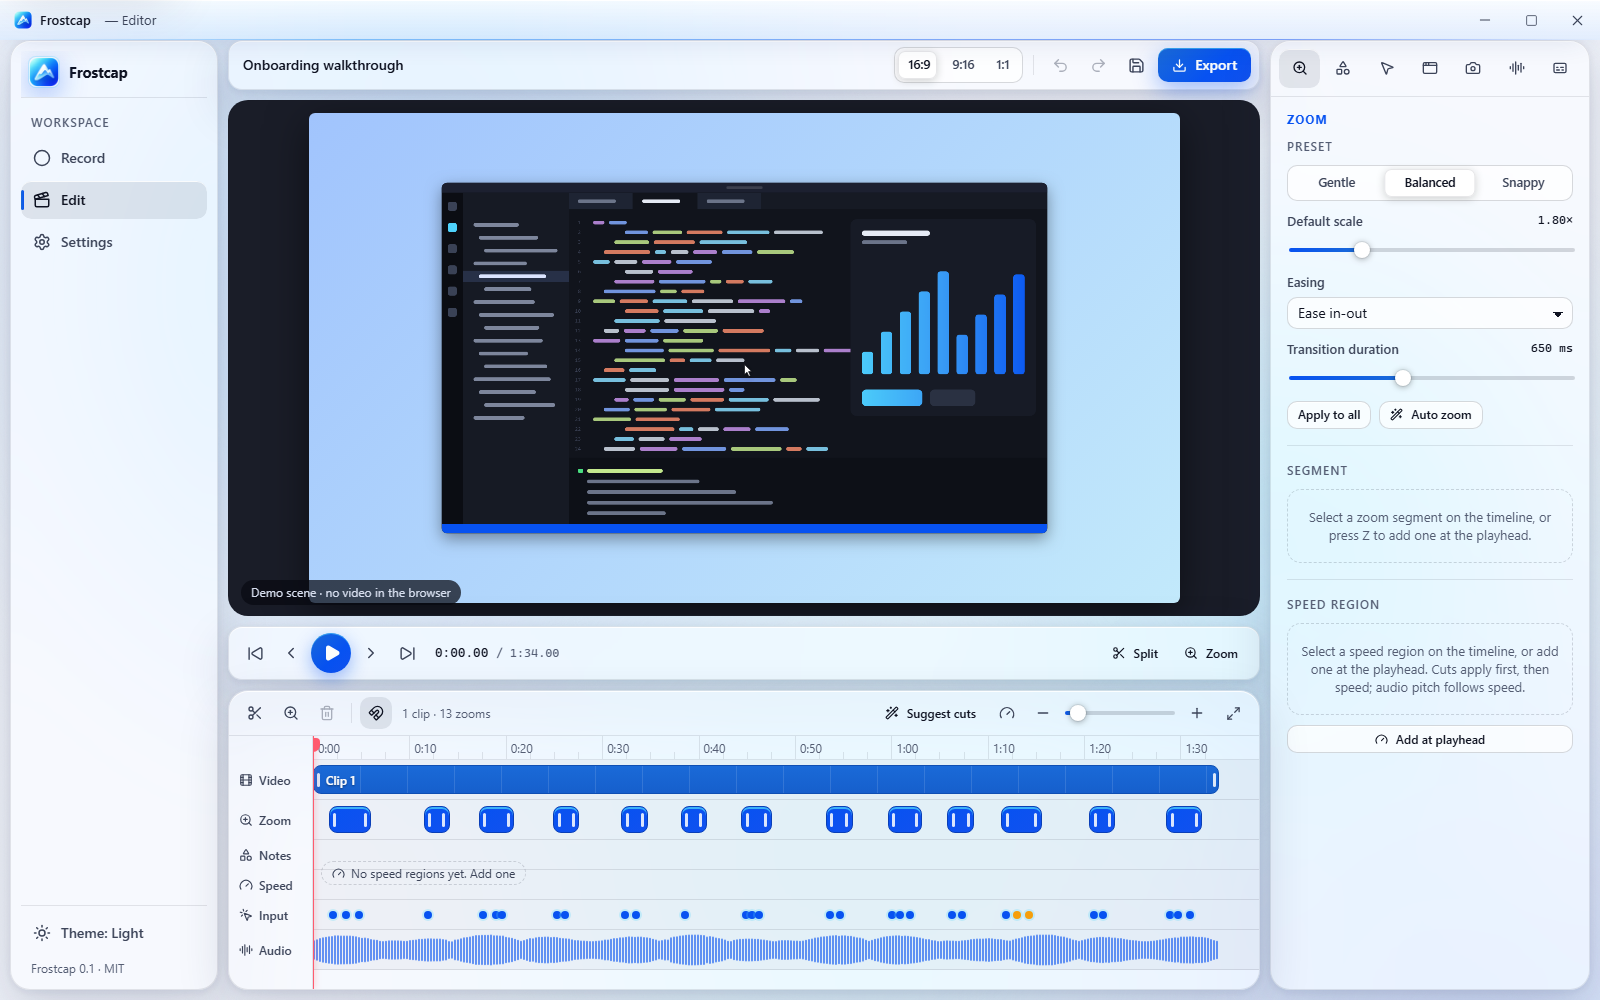 Frostcap — Editor
Frostcap
WORKSPACE
Record
Edit
Settings
Theme: Light
Frostcap 0.1 · MIT
Onboarding walkthrough
16:9 9:16 1:1
Export
Demo scene · no video in the browser
0:00.00 / 1:34.00
Split
Zoom
1 clip · 13 zooms
Suggest cuts
0:00 0:10 0:20 0:30 0:40 0:50 1:00 1:10 1:20 1:30
Video
Clip 1
Zoom
Notes
Speed
No speed regions yet. Add one
Input
Audio
ZOOM
PRESET
Gentle Balanced Snappy
Default scale 1.80×
Easing
Ease in-out
Transition duration 650 ms
Apply to all
Auto zoom
SEGMENT
Select a zoom segment on the timeline, or
press Z to add one at the playhead.
SPEED REGION
Select a speed region on the timeline, or add
one at the playhead. Cuts apply first, then
speed; audio pitch follows speed.
Add at playhead